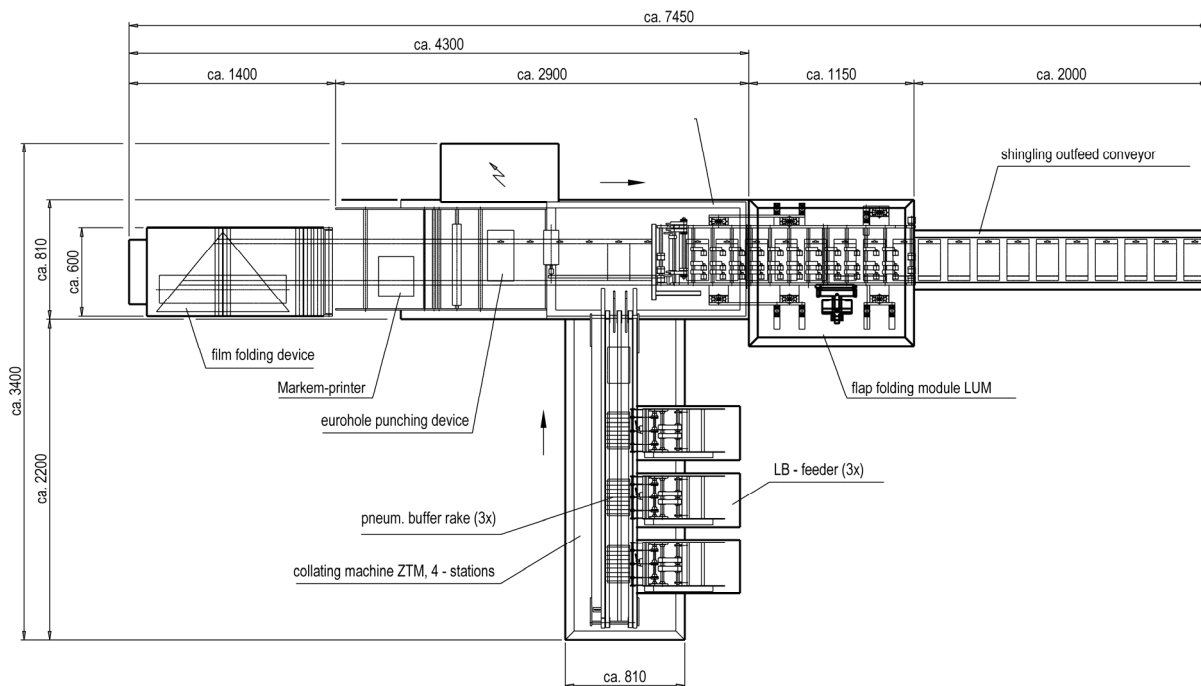 ca. 7450
ca. 4300
ca. 1400
ca. 2900
ca. 1150
ca. 2000
shingling outfeed conveyor
ca. 3400
ca. 810
ca. 600
film folding device
Markem-printer
eurohole punching device
flap folding module LUM
ca. 2200
LB - feeder (3x)
pneum. buffer rake (3x)
collating machine ZTM, 4 - stations
ca. 810